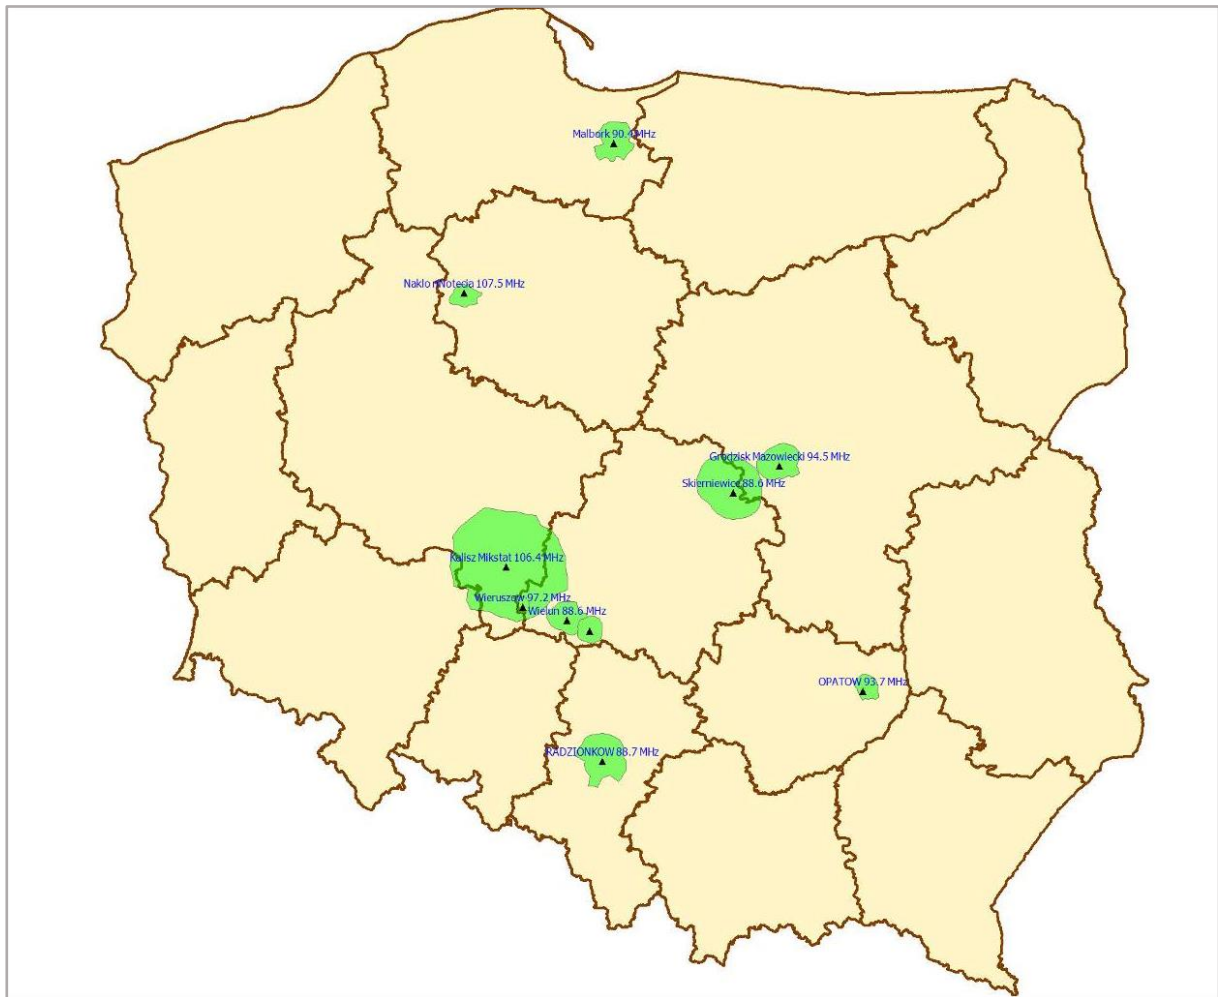 Malbork 90.4 MHz
Naklo n Notecia 107.5 MHz
Grodzisk Mazowiecki 94.5 MHz
Skierniewice 88.6 MHz
Kalisz Mikstat 106.4 MHz
Wieruszow 97.2 MHz
Wielun 88.6 MHz
OPATOW 93.7 MHz
RADZIONKOW 88.7 MHz